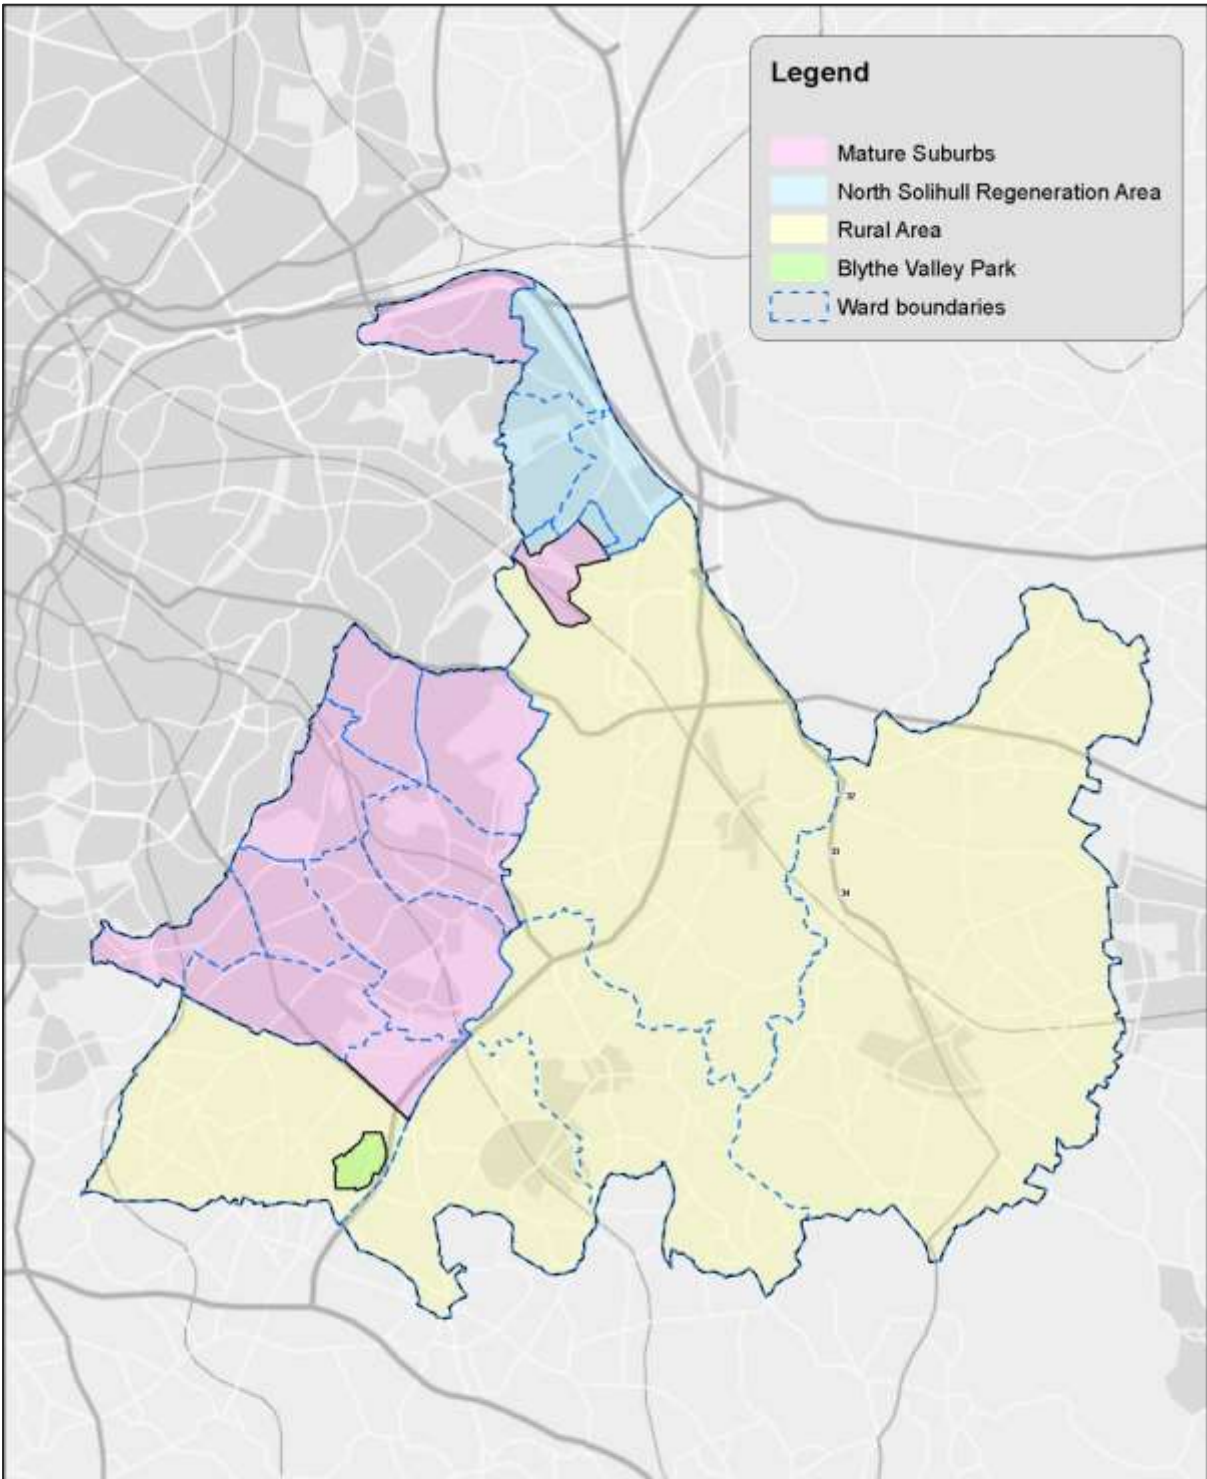 Legend
Mature Suburbs
North Solihull Regeneration Area
Rural Area
Blythe Valley Park
Ward boundaries